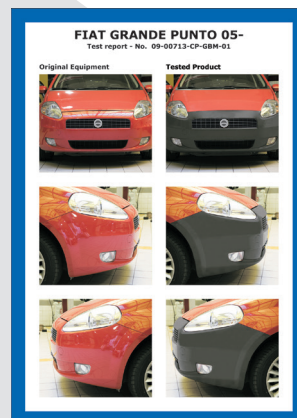 FIAT GRANDE PUNTO 05-
Test report - No. 09-00713-CP-GBM-01
Original Equipment Tested Product